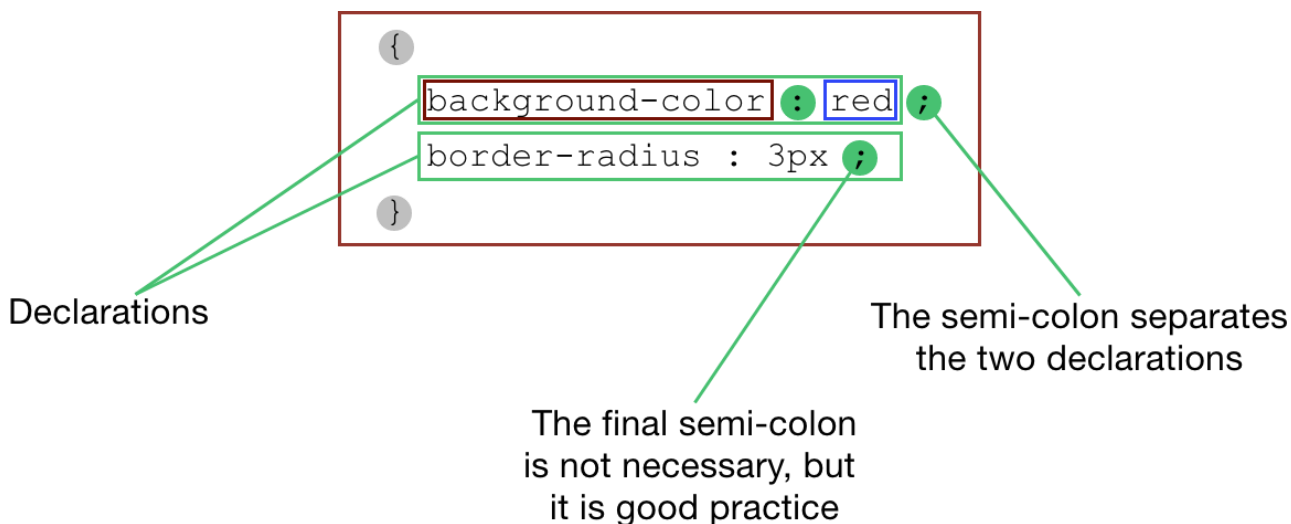 {
background-color : red ;
border-radius : 3px ;
}
Declarations
The semi-colon separates
the two declarations
The final semi-colon
is not necessary, but
it is good practice